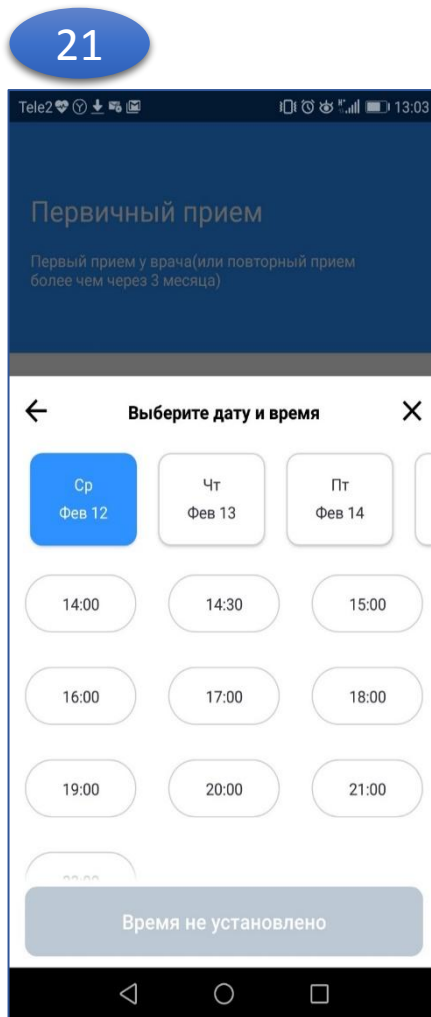 21
Tele2 13:03
Первичный прием
Первый прием у врача(или повторный прием
более чем через 3 месяца)
Выберите дату и время
Ср Чт Пт
Фев 12 Фев 13 Фев 14
14:00 14:30 15:00
16:00 17:00 18:00
19:00 20:00 21:00
Время не установлено